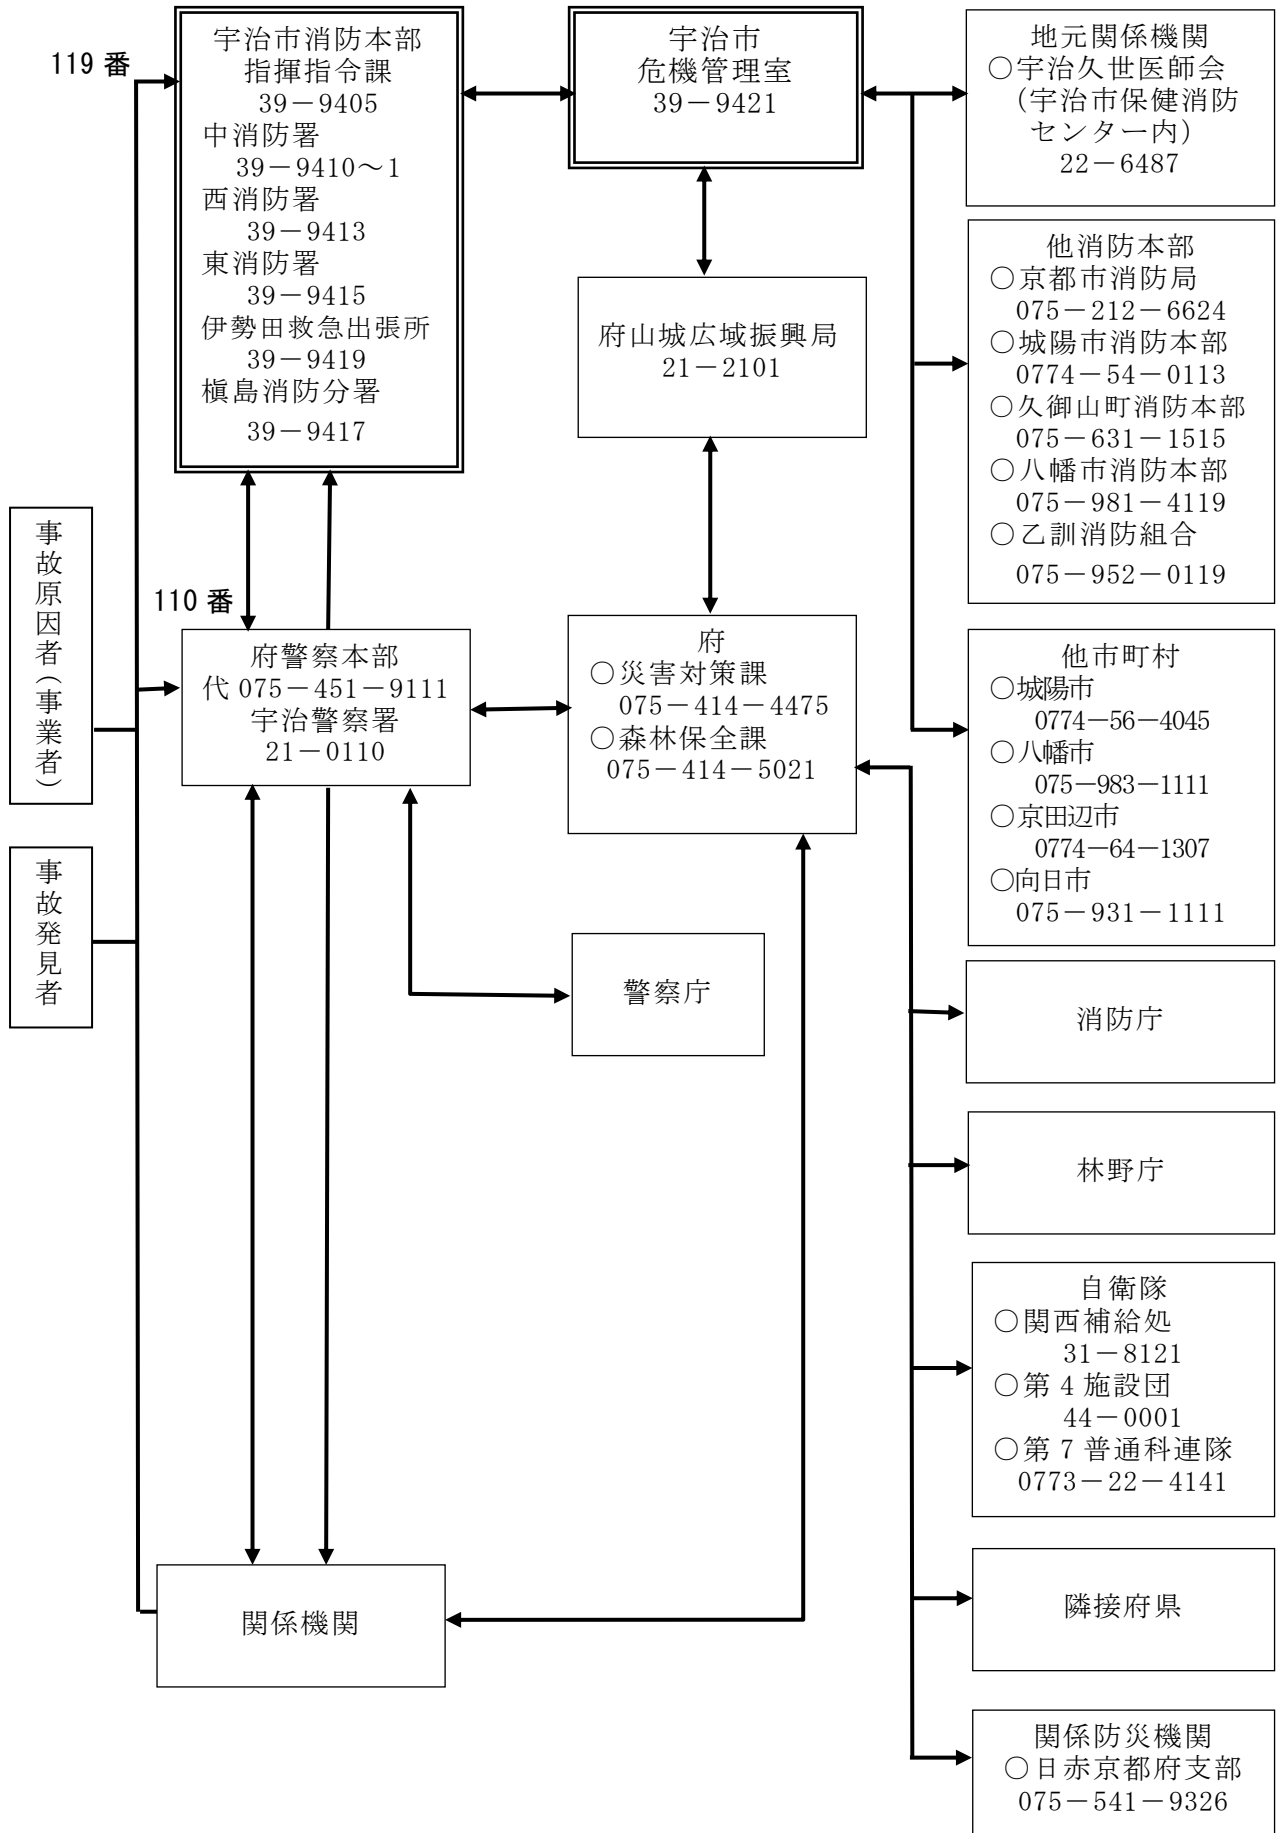 119 番
宇治市消防本部
指揮指令課
39－9405
中消防署
39－9410～1
西消防署
39－9413
東消防署
39－9415
伊勢田救急出張所
39－9419
槇島消防分署
39－9417
宇治市
危機管理室
39－9421
地元関係機関
○宇治久世医師会
（宇治市保健消防
センター内）
22－6487
府山城広域振興局
21－2101
他消防本部
○京都市消防局
075－212－6624
○城陽市消防本部
0774－54－0113
○久御山町消防本部
075－631－1515
○八幡市消防本部
075－981－4119
○乙訓消防組合
075－952－0119
事故原因者（事業者）
事故発見者
110 番
府警察本部
代 075－451－9111
宇治警察署
21－0110
府
○災害対策課
075－414－4475
○森林保全課
075－414－5021
他市町村
○城陽市
0774－56－4045
○八幡市
075－983－1111
○京田辺市
0774－64－1307
○向日市
075－931－1111
警察庁
消防庁
林野庁
自衛隊
○関西補給処
31－8121
○第 4 施設団
44－0001
○第 7 普通科連隊
0773－22－4141
関係機関
隣接府県
関係防災機関
○日赤京都府支部
075－541－9326